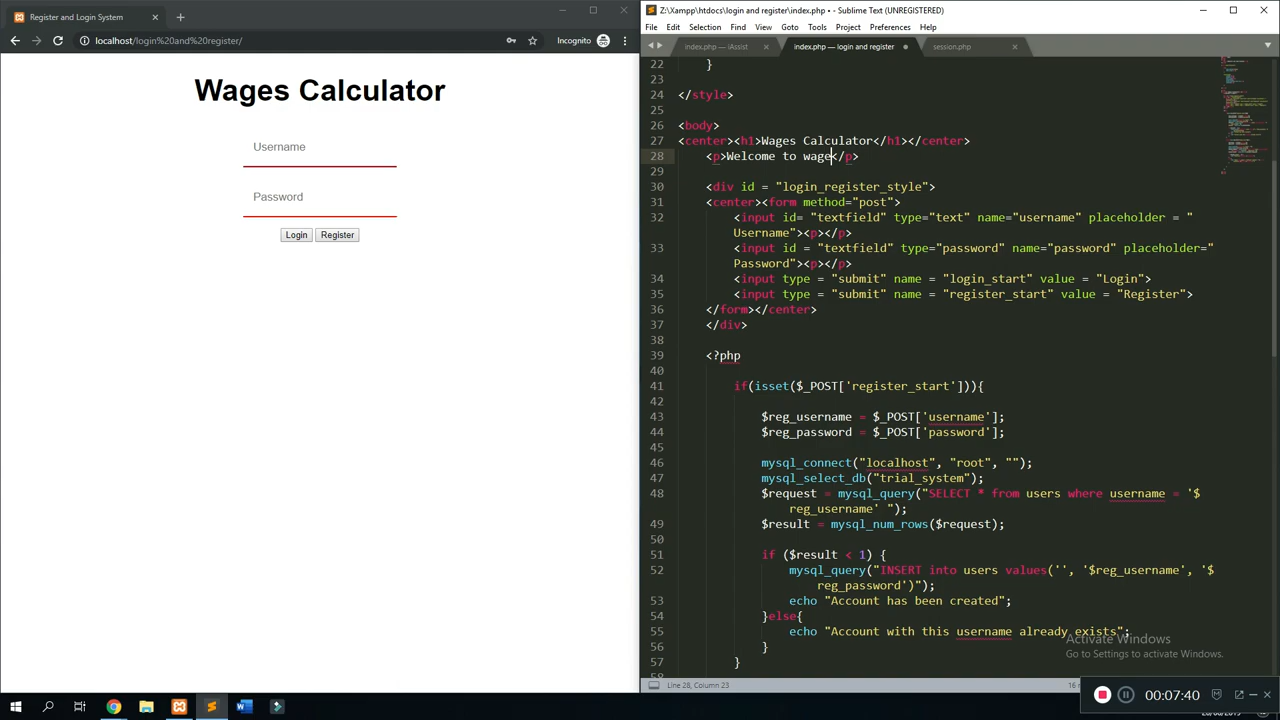 Register and Login System
localhost/login%20and%20register/
Incognito
Wages Calculator
Username
Password
Login Register
Z:\Xampp\htdocs\login and register\index.php • - Sublime Text (UNREGISTERED)
File Edit Selection Find View Goto Tools Project Preferences Help
Index.php — iAssist
index.php — login and register
session.php
22 }
23
24 </style>
25
26 <body>
27 <center><h1>Wages Calculator</h1></center>
28 <p>Welcome to wage</p>
29
30 <div id = "login_register_style">
31 <center><form method="post">
32 <input id= "textfield" type="text" name="username" placeholder = "
Username"><p></p>
33 <input id = "textfield" type="password" name="password" placeholder="
Password"><p></p>
34 <input type = "submit" name = "login_start" value = "Login">
35 <input type = "submit" name = "register_start" value = "Register">
36 </form></center>
37 </div>
38
39 <?php
40
41 if(isset($_POST['register_start'])){
42
43 $reg_username = $_POST['username'];
44 $reg_password = $_POST['password'];
45
46 mysql_connect("localhost", "root", "");
47 mysql_select_db("trial_system");
48 $request = mysql_query("SELECT * from users where username = '$
reg_username' ");
49 $result = mysql_num_rows($request);
50
51 if ($result < 1) {
52 mysql_query("INSERT into users values('', '$reg_username', '$
reg_password')");
53 echo "Account has been created";
54 }else{
55 echo "Account with this username already exists";
56 }
57 }
Activate Windows
Go to Settings to activate Windows.
Line 28, Column 23
00:07:40